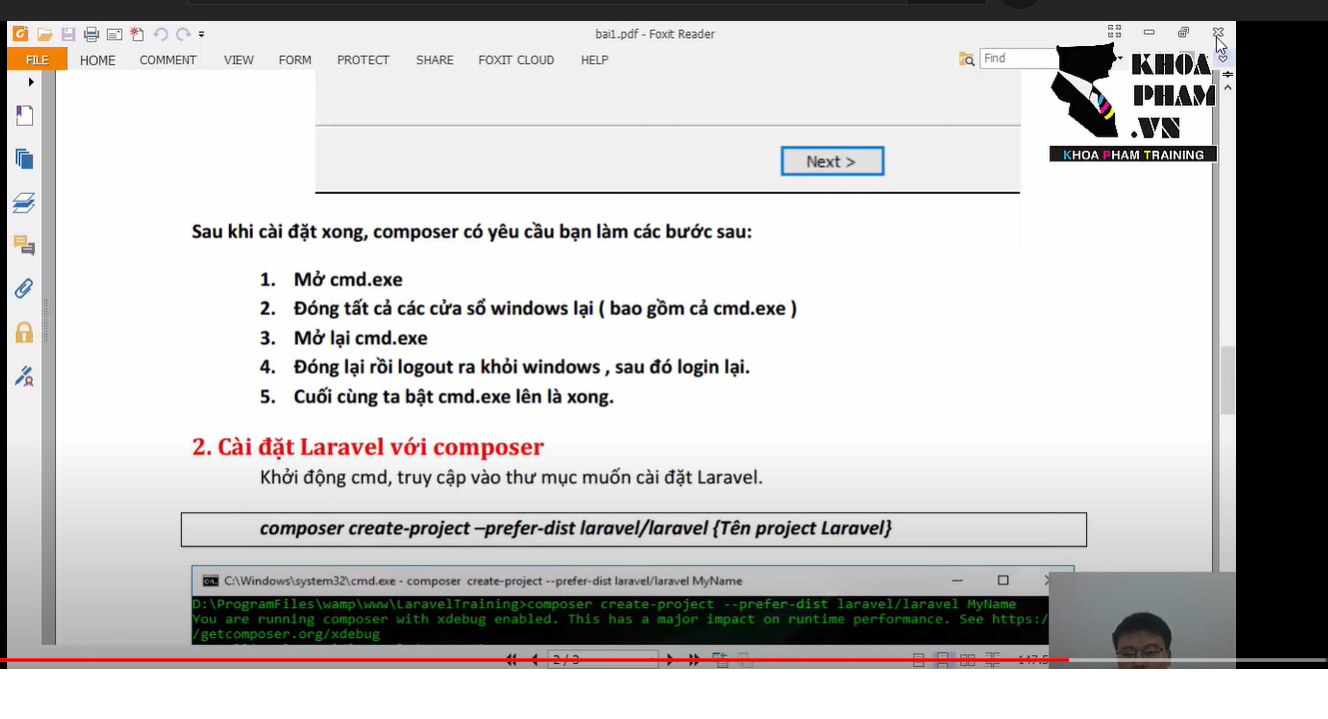 bai1.pdf - Foxit Reader
FILE HOME COMMENT VIEW FORM PROTECT SHARE FOXIT CLOUD HELP
Find
KHOA
PHAM
.VN
KHOA PHAM TRAINING
Next >
Sau khi cài đặt xong, composer có yêu cầu bạn làm các bước sau:
1. Mở cmd.exe
2. Đóng tất cả các cửa sổ windows lại ( bao gồm cả cmd.exe )
3. Mở lại cmd.exe
4. Đóng lại rồi logout ra khỏi windows , sau đó login lại.
5. Cuối cùng ta bật cmd.exe lên là xong.
2. Cài đặt Laravel với composer
Khởi động cmd, truy cập vào thư mục muốn cài đặt Laravel.
composer create-project –prefer-dist laravel/laravel {Tên project Laravel}
C:\Windows\system32\cmd.exe - composer create-project --prefer-dist laravel/laravel MyName
D:\ProgramFiles\wamp\www\LaravelTraining>composer create-project --prefer-dist laravel/laravel MyName
You are running composer with xdebug enabled. This has a major impact on runtime performance. See https:/
/getcomposer.org/xdebug
2 / 3